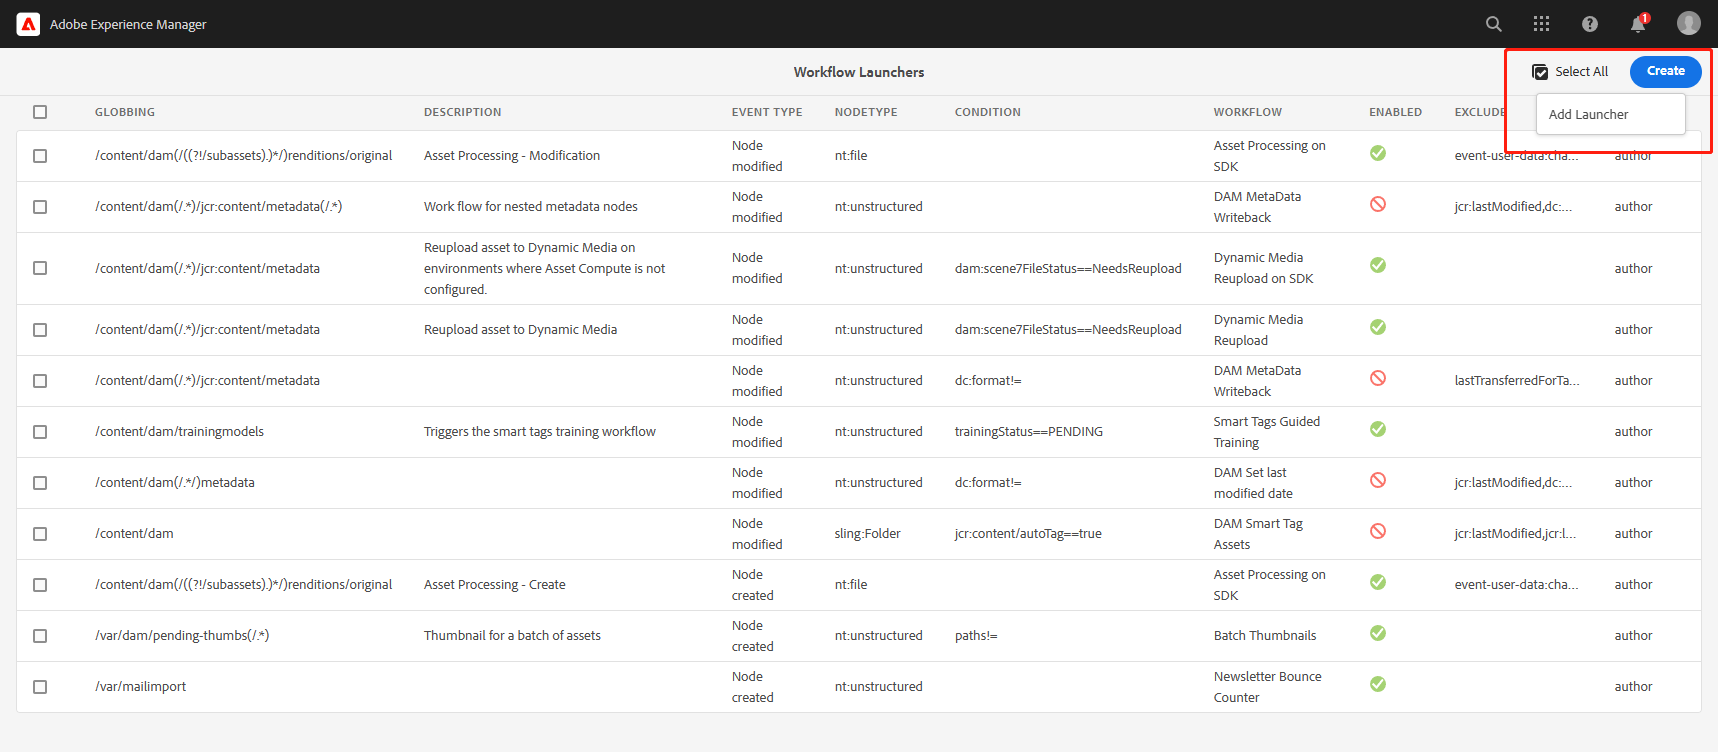 Adobe Experience Manager
1
Workflow Launchers
Select All
Create
Add Launcher
GLOBBING DESCRIPTION EVENT TYPE NODETYPE CONDITION WORKFLOW ENABLED EXCLUDE
/content/dam(/((?!/subassets).)*/)renditions/original Asset Processing - Modification Node modified nt:file Asset Processing on SDK event-user-data:cha... author
/content/dam(/.*)/jcr:content/metadata(/.*) Work flow for nested metadata nodes Node modified nt:unstructured DAM MetaData Writeback jcr:lastModified,dc:... author
/content/dam(/.*)/jcr:content/metadata Reupload asset to Dynamic Media on environments where Asset Compute is not configured. Node modified nt:unstructured dam:scene7FileStatus==NeedsReupload Dynamic Media Reupload on SDK author
/content/dam(/.*)/jcr:content/metadata Reupload asset to Dynamic Media Node modified nt:unstructured dam:scene7FileStatus==NeedsReupload Dynamic Media Reupload author
/content/dam(/.*)/jcr:content/metadata Node modified nt:unstructured dc:format!= DAM MetaData Writeback lastTransferredForTa... author
/content/dam/trainingmodels Triggers the smart tags training workflow Node modified nt:unstructured trainingStatus==PENDING Smart Tags Guided Training author
/content/dam(/.*/)metadata Node modified nt:unstructured dc:format!= DAM Set last modified date jcr:lastModified,dc:... author
/content/dam Node modified sling:Folder jcr:content/autoTag==true DAM Smart Tag Assets jcr:lastModified,jcr:l... author
/content/dam(/((?!/subassets).)*/)renditions/original Asset Processing - Create Node created nt:file Asset Processing on SDK event-user-data:cha... author
/var/dam/pending-thumbs(/.*) Thumbnail for a batch of assets Node created nt:unstructured paths!= Batch Thumbnails author
/var/mailimport Node created nt:unstructured Newsletter Bounce Counter author